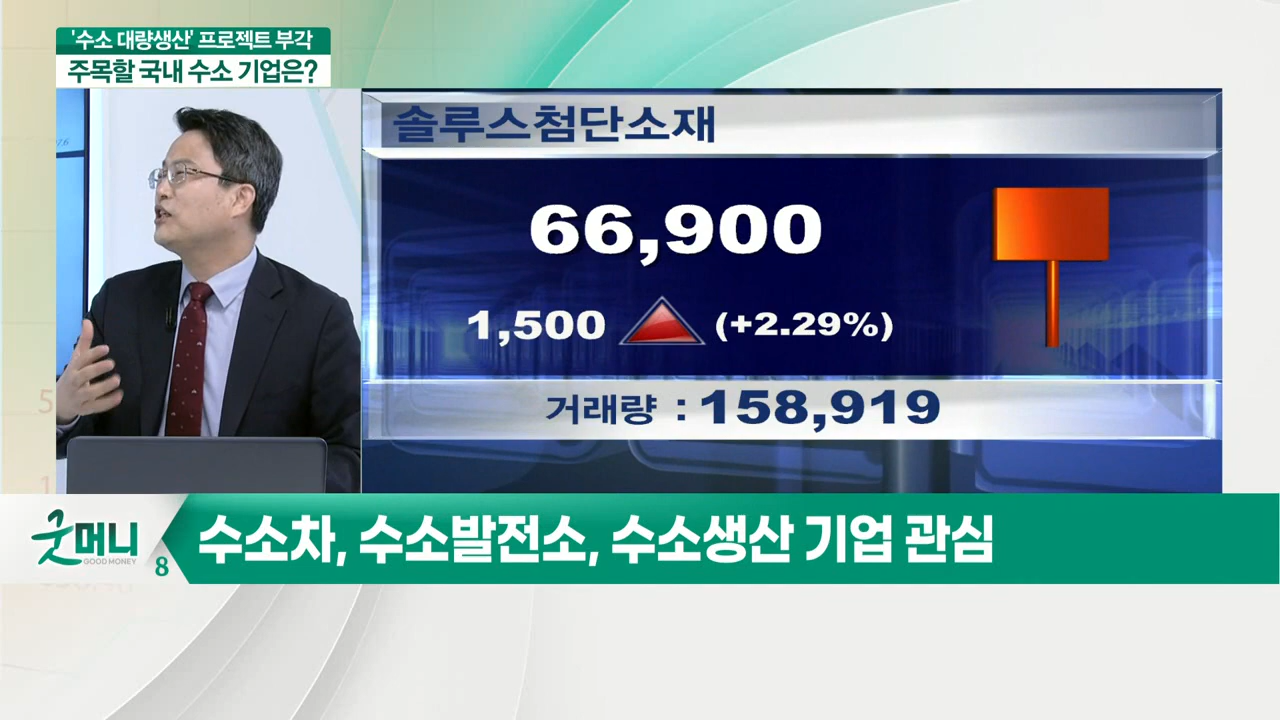 '수소 대량생산' 프로젝트 부각
주목할 국내 수소 기업은?
솔루스첨단소재
66,900
1,500 (+2.29%)
거래량 : 158,919
굿머니
GOOD MONEY
8
수소차, 수소발전소, 수소생산 기업 관심